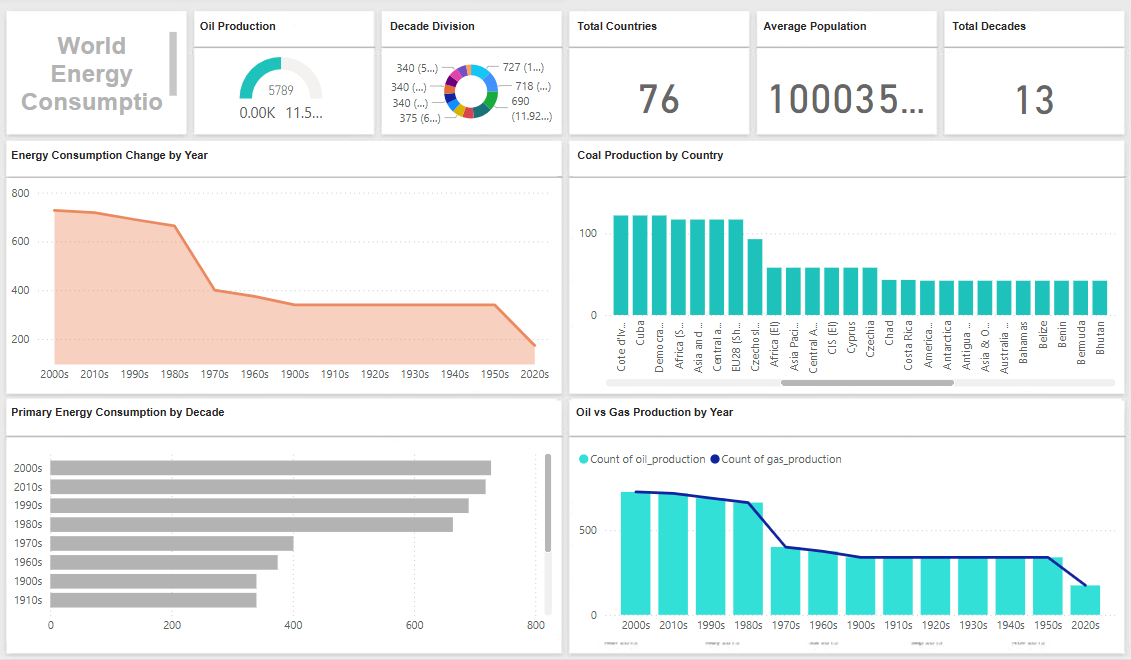 World
Energy
Consumptio
Oil Production
5789
0.00K 11.5...
Decade Division
340 (5...)
340 (...)
340 (...)
375 (6...)
727 (1...)
718 (...)
690
(11.92...)
Total Countries
76
Average Population
100035...
Total Decades
13
Energy Consumption Change by Year
800
600
400
200
2000s 2010s 1990s 1980s 1970s 1960s 1900s 1910s 1920s 1930s 1940s 1950s 2020s
Coal Production by Country
100
0
Cote d'Iv...
Cuba
Democra...
Africa (S...
Asia and ...
Central a...
EU28 (Sh...
Czechosl...
Africa (EI)
Asia Paci...
Central A...
CIS (EI)
Cyprus
Czechia
Chad
Costa Rica
America...
Antarctica
Antigua ...
Asia & O...
Australia ...
Bahamas
Belize
Benin
Bermuda
Bhutan
Primary Energy Consumption by Decade
2000s
2010s
1990s
1980s
1970s
1960s
1900s
1910s
0 200 400 600 800
Oil vs Gas Production by Year
Count of oil_production Count of gas_production
500
0
2000s 2010s 1990s 1980s 1970s 1960s 1900s 1910s 1920s 1930s 1940s 1950s 2020s